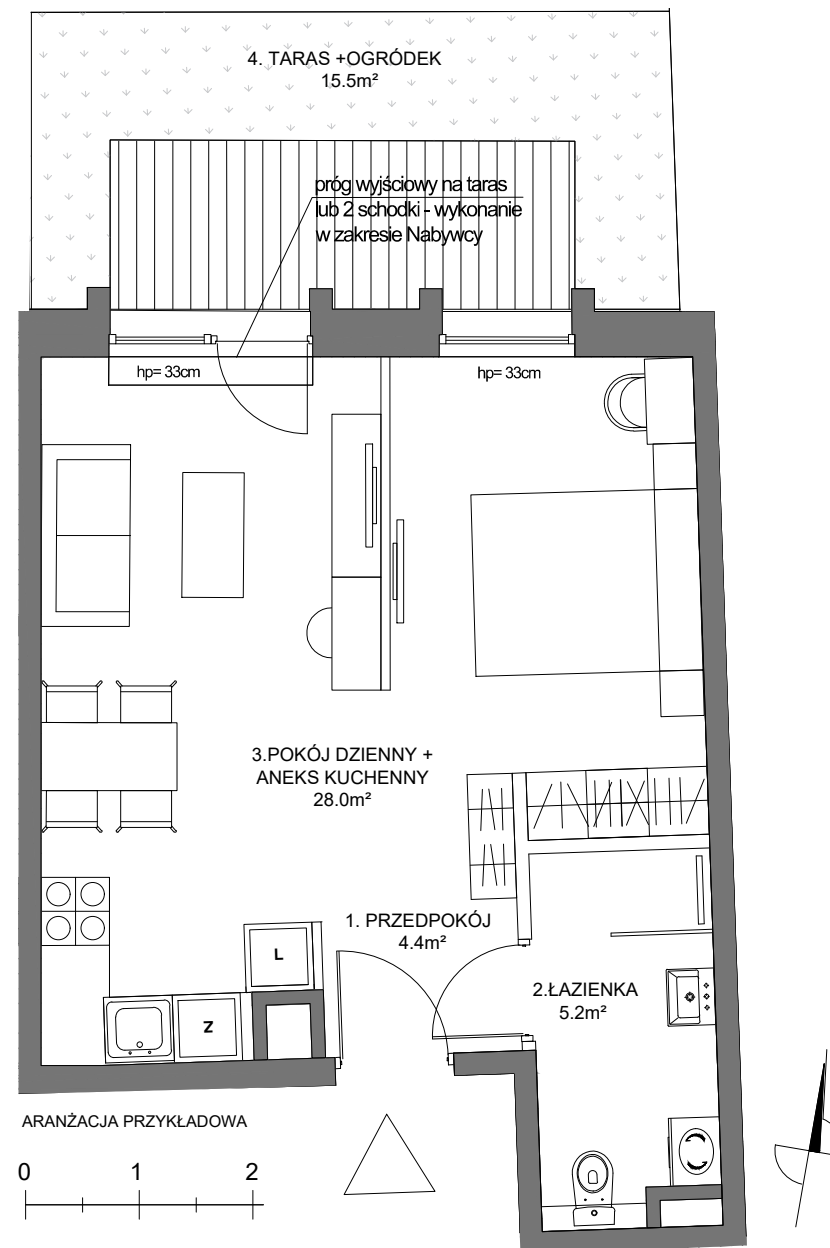 4. TARAS +OGRÓDEK
15.5m²
próg wyjściowy na taras
lub 2 schodki - wykonanie
w zakresie Nabywcy
hp= 33cm
hp= 33cm
3.POKÓJ DZIENNY +
ANEKS KUCHENNY
28.0m²
1. PRZEDPOKÓJ
4.4m²
L
2.ŁAZIENKA
5.2m²
Z
ARANŻACJA PRZYKŁADOWA
0 1 2